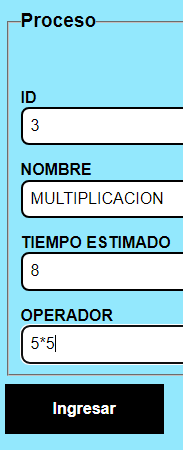 Proceso
ID
3
NOMBRE
MULTIPLICACION
TIEMPO ESTIMADO
8
OPERADOR
5*5
Ingresar